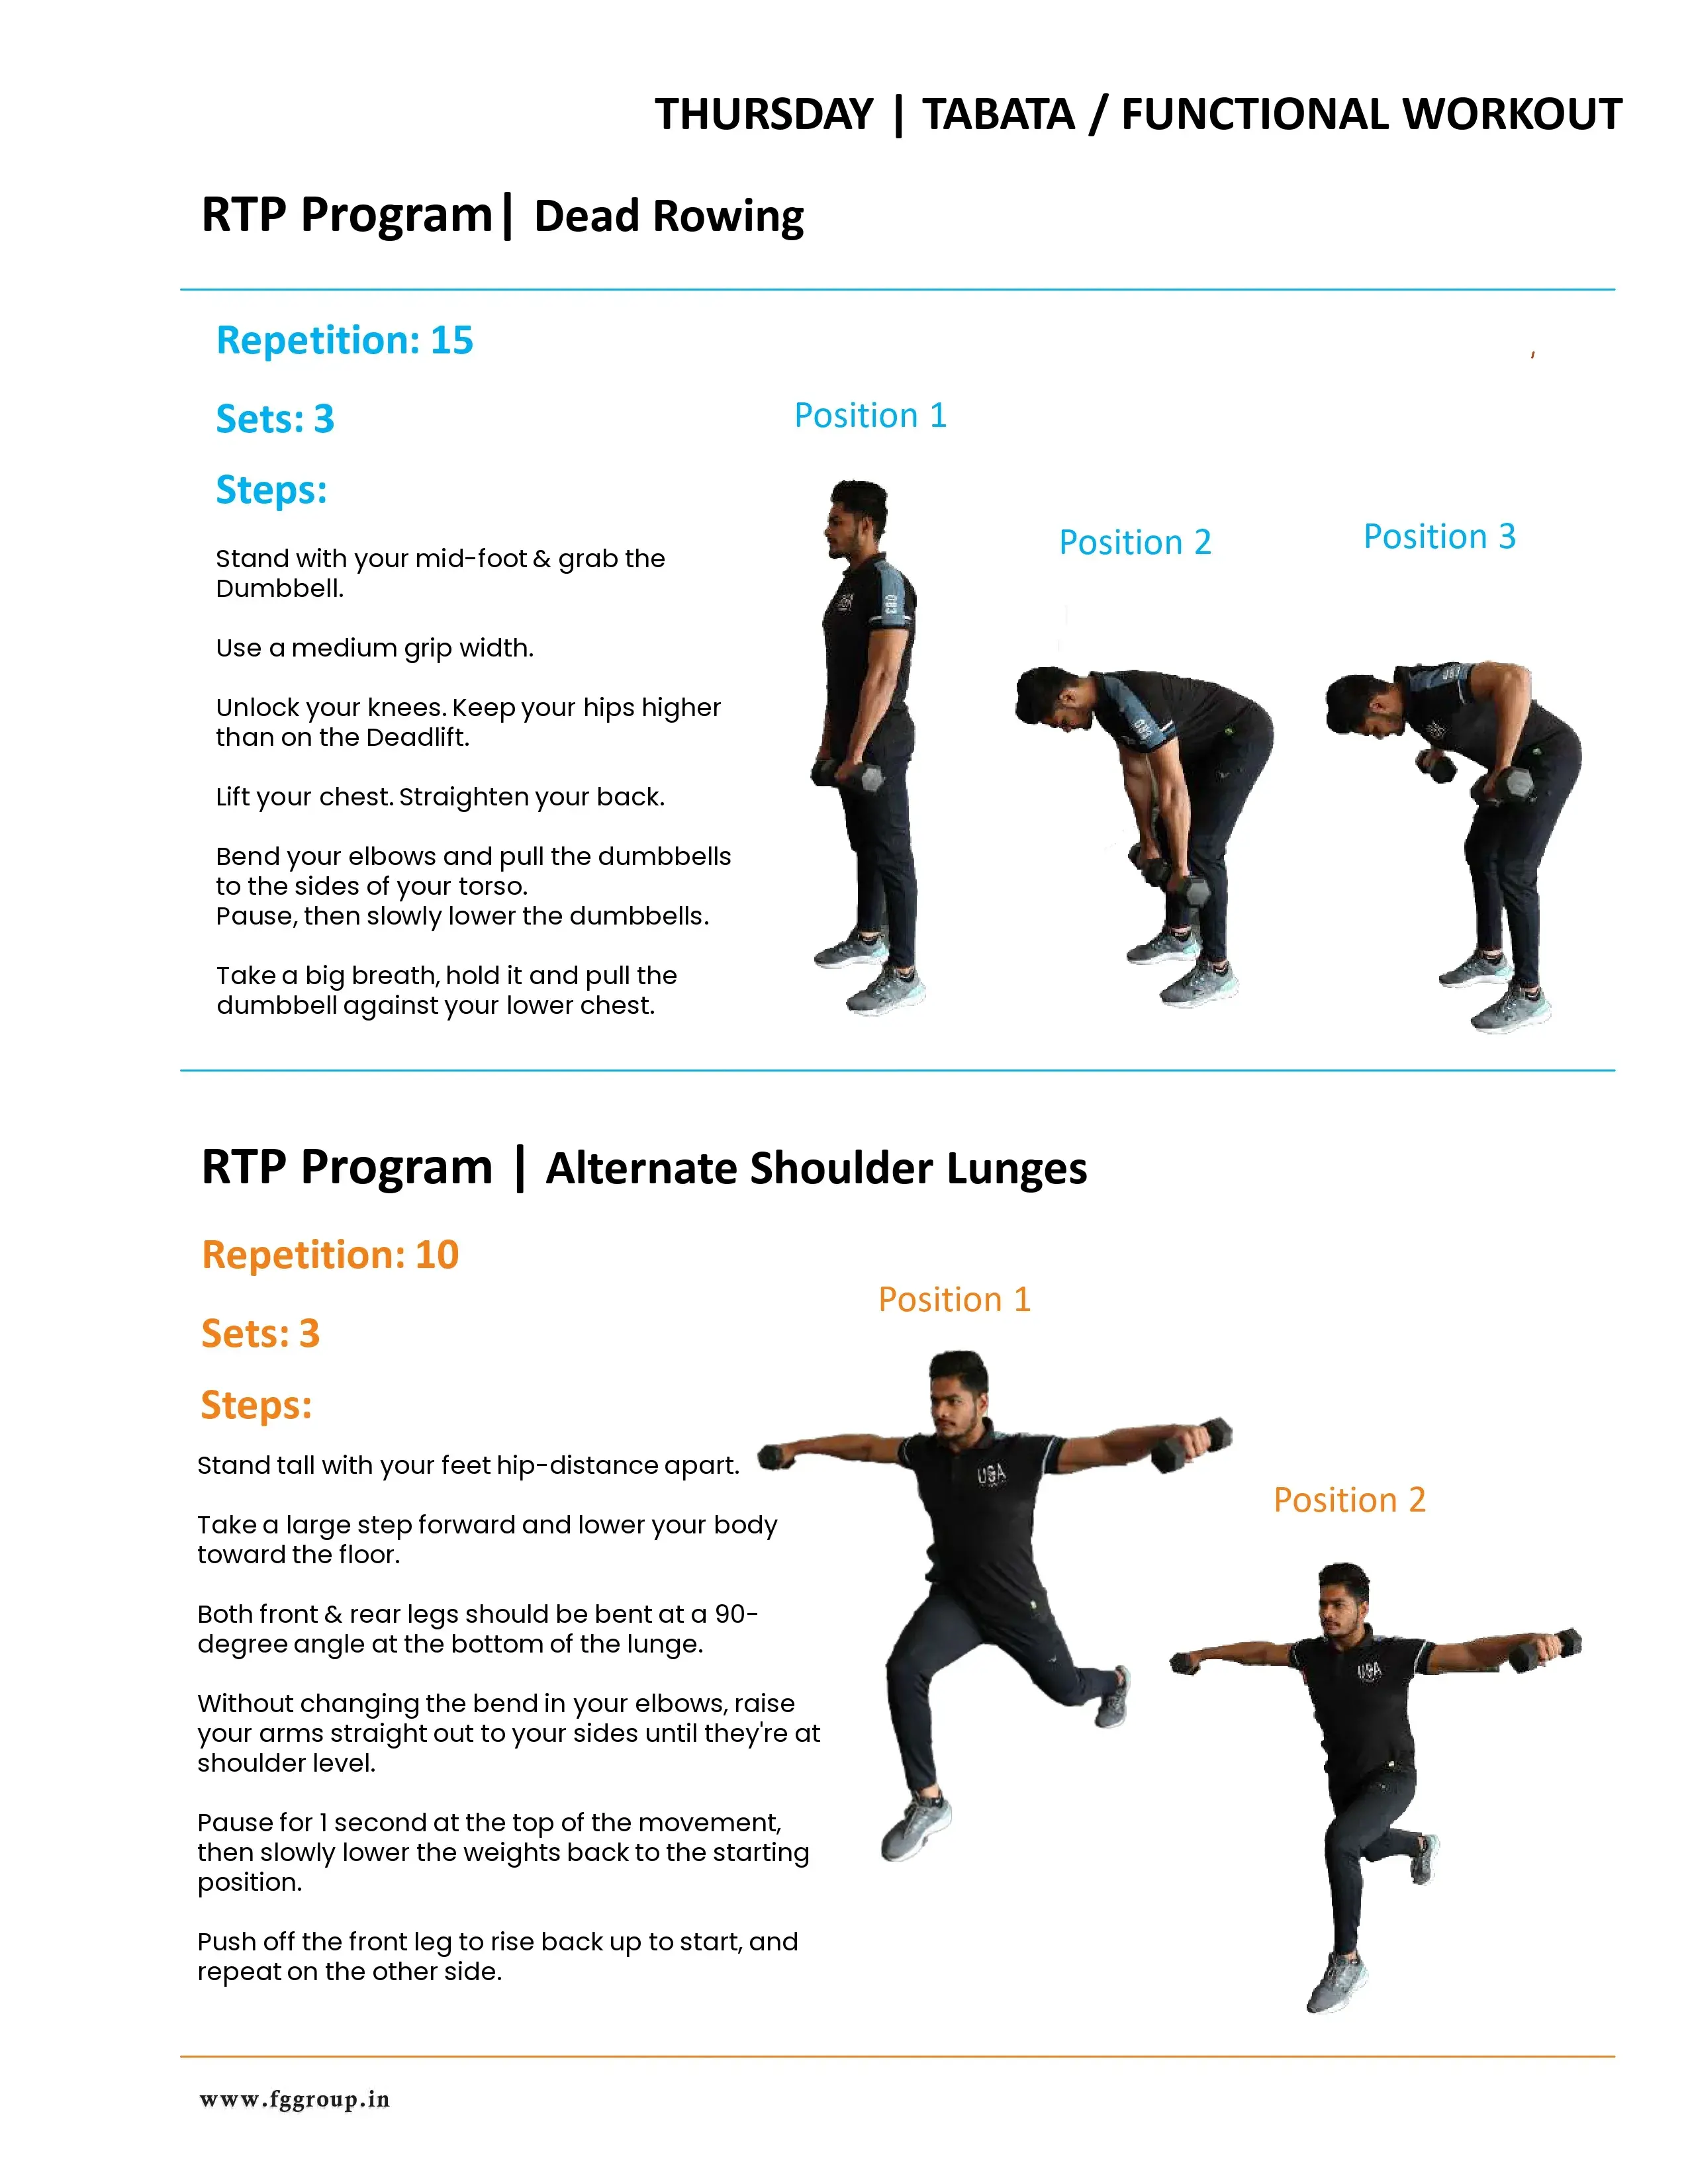 THURSDAY | TABATA / FUNCTIONAL WORKOUT
RTP Program| Dead Rowing
Repetition: 15
Sets: 3
Steps:
Stand with your mid-foot & grab the
Dumbbell.
Use a medium grip width.
Unlock your knees. Keep your hips higher
than on the Deadlift.
Lift your chest. Straighten your back.
Bend your elbows and pull the dumbbells
to the sides of your torso.
Pause, then slowly lower the dumbbells.
Take a big breath, hold it and pull the
dumbbell against your lower chest.
Position 1
Position 2
Position 3
RTP Program | Alternate Shoulder Lunges
Repetition: 10
Sets: 3
Steps:
Stand tall with your feet hip-distance apart.
Take a large step forward and lower your body
toward the floor.
Both front & rear legs should be bent at a 90-
degree angle at the bottom of the lunge.
Without changing the bend in your elbows, raise
your arms straight out to your sides until they're at
shoulder level.
Pause for 1 second at the top of the movement,
then slowly lower the weights back to the starting
position.
Push off the front leg to rise back up to start, and
repeat on the other side.
Position 1
Position 2
www.fggroup.in